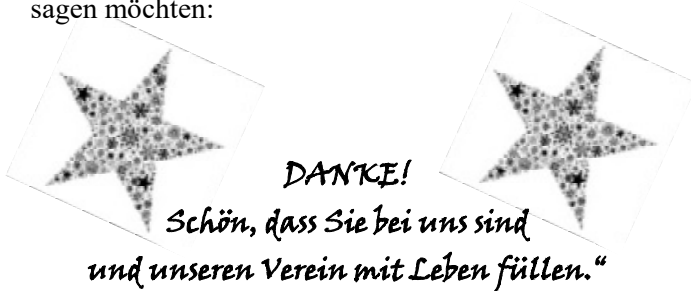 sagen möchten:
DANKE!
Schön, dass Sie bei uns sind
und unseren Verein mit Leben füllen.“